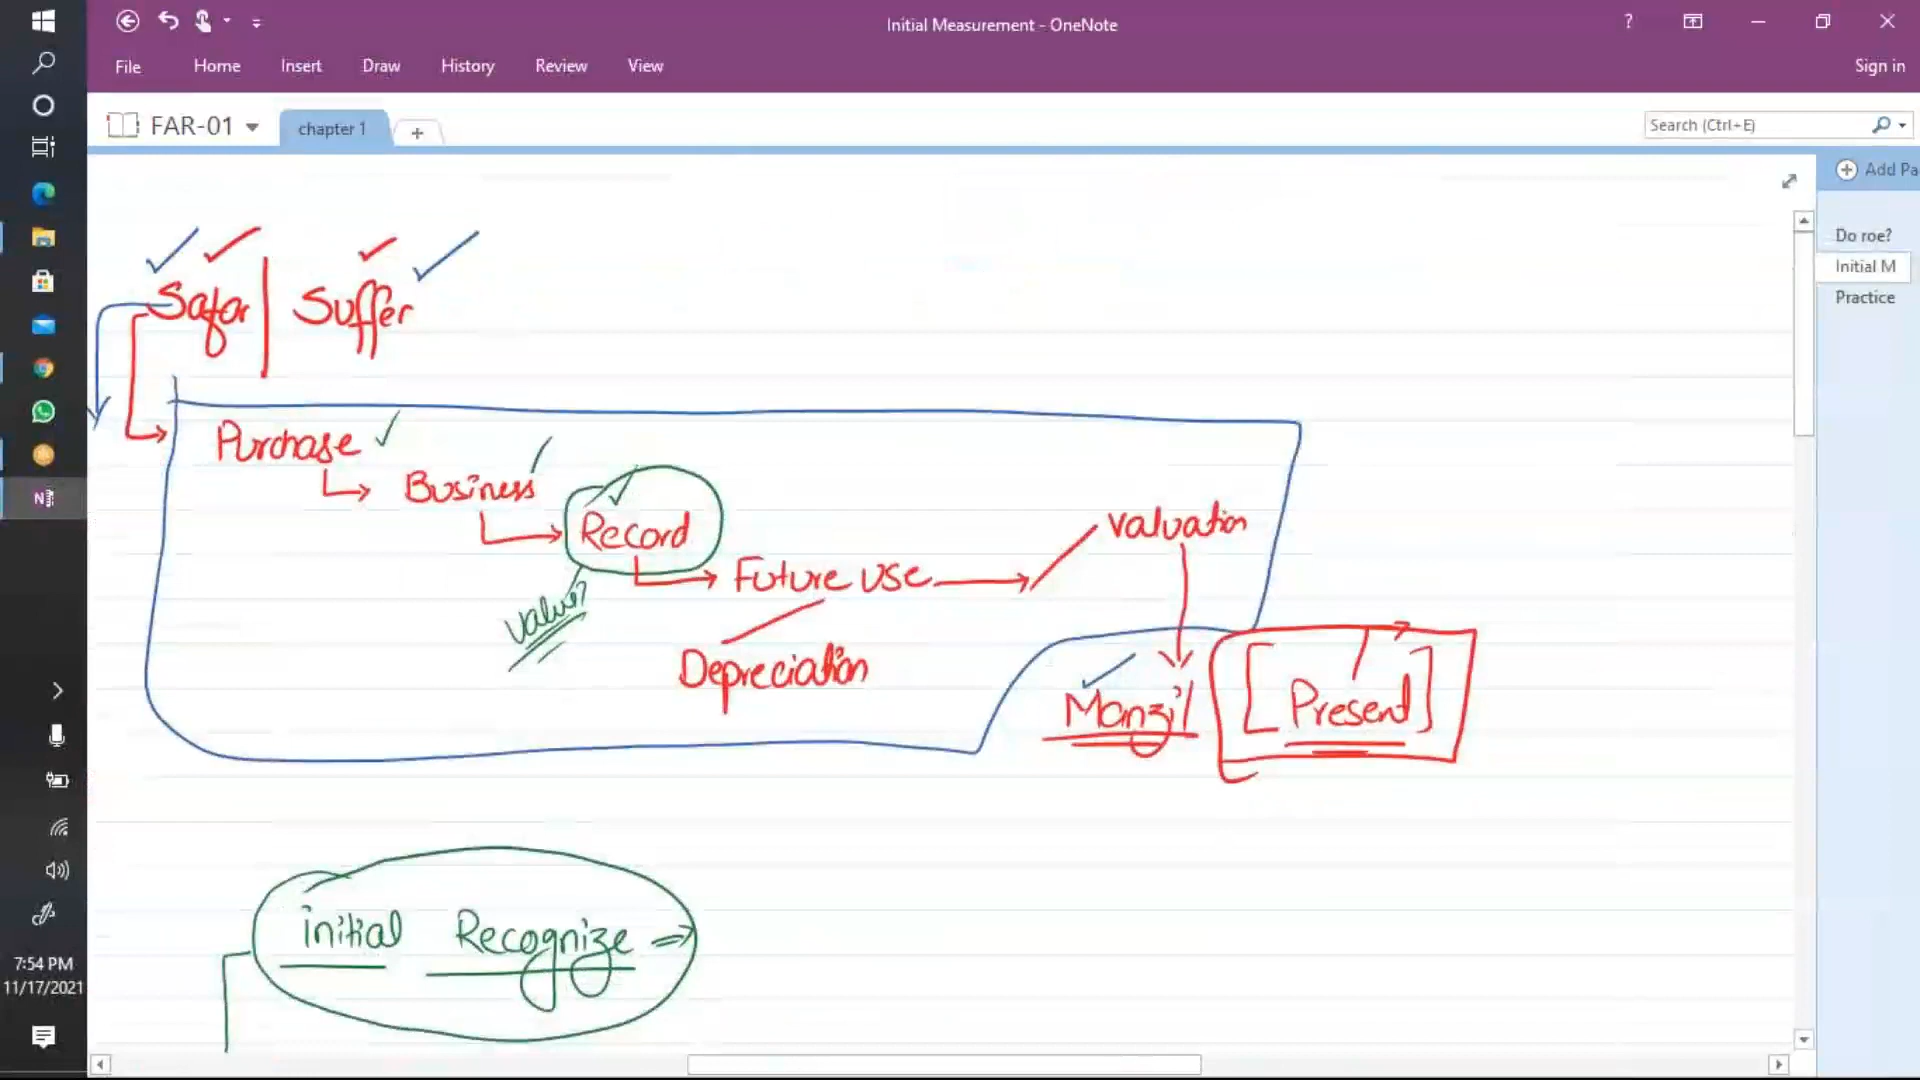 Initial Measurement - OneNote
?
File Home Insert Draw History Review View
Sign in
FAR-01 chapter 1 +
Search (Ctrl+E)
Add Pa
Do roe?
Initial M
Practice
Safar | Suffer
Purchase
Business
Record
value?
Future use
Depreciation
valuation
Manzil [Present]
initial Recognize
7:54 PM
11/17/2021